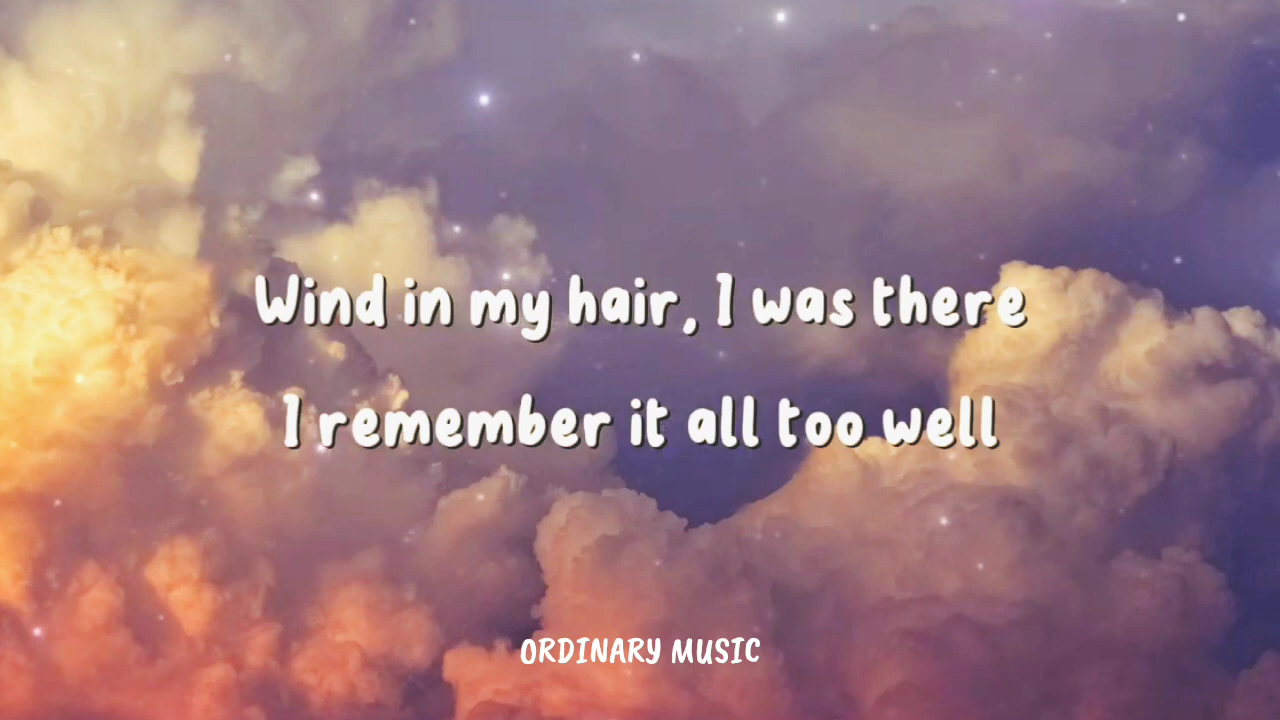 Wind in my hair, I was there
I remember it all too well
ORDINARY MUSIC